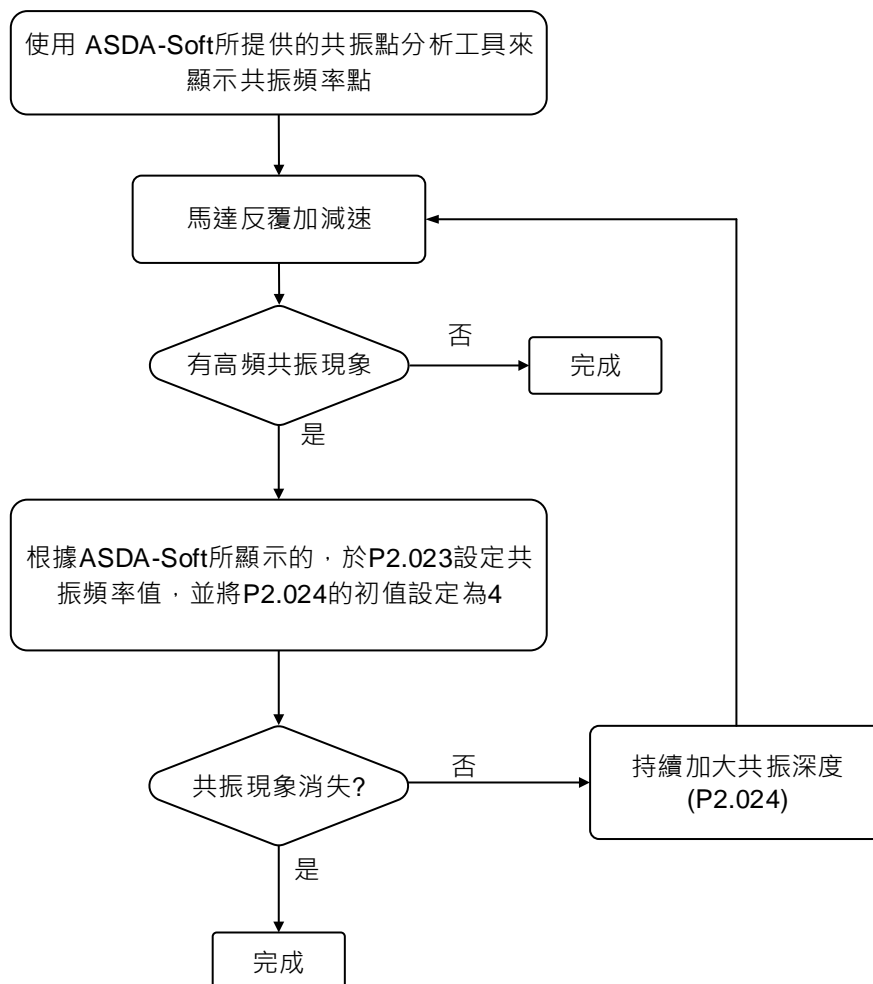 使用 ASDA-Soft所提供的共振點分析工具來
顯示共振頻率點
馬達反覆加減速
有高頻共振現象
否
完成
是
根據ASDA-Soft所顯示的，於P2.023設定共
振頻率值，並將P2.024的初值設定為4
共振現象消失?
否
持續加大共振深度
(P2.024)
是
完成